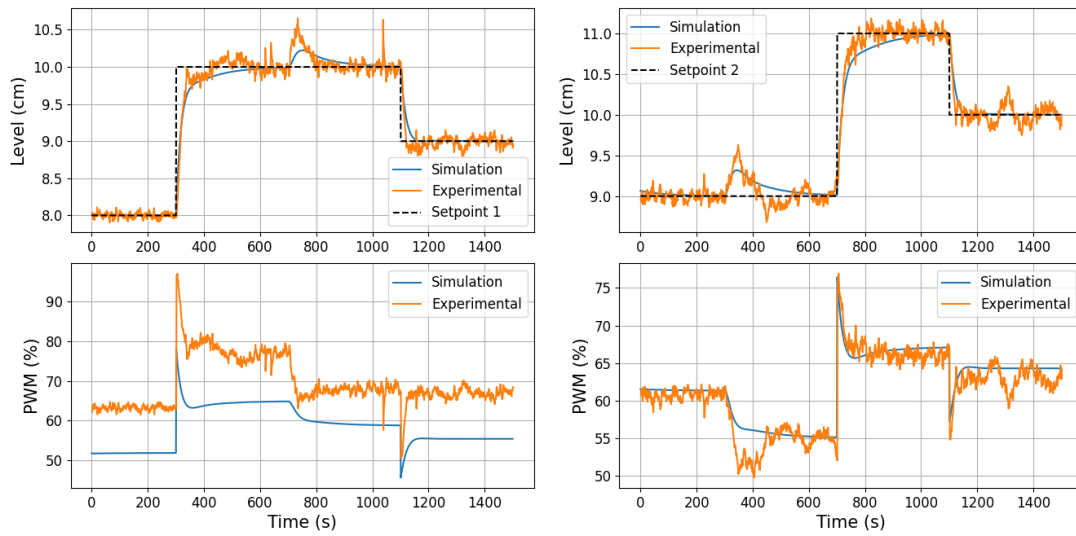 Level (cm)
10.5
10.0
9.5
9.0
8.5
8.0
Simulation
Experimental
Setpoint 1
0 200 400 600 800 1000 1200 1400
Level (cm)
11.0
10.5
10.0
9.5
9.0
Simulation
Experimental
Setpoint 2
0 200 400 600 800 1000 1200 1400
PWM (%)
90
80
70
60
50
Simulation
Experimental
0 200 400 600 800 1000 1200 1400
Time (s)
PWM (%)
75
70
65
60
55
50
Simulation
Experimental
0 200 400 600 800 1000 1200 1400
Time (s)